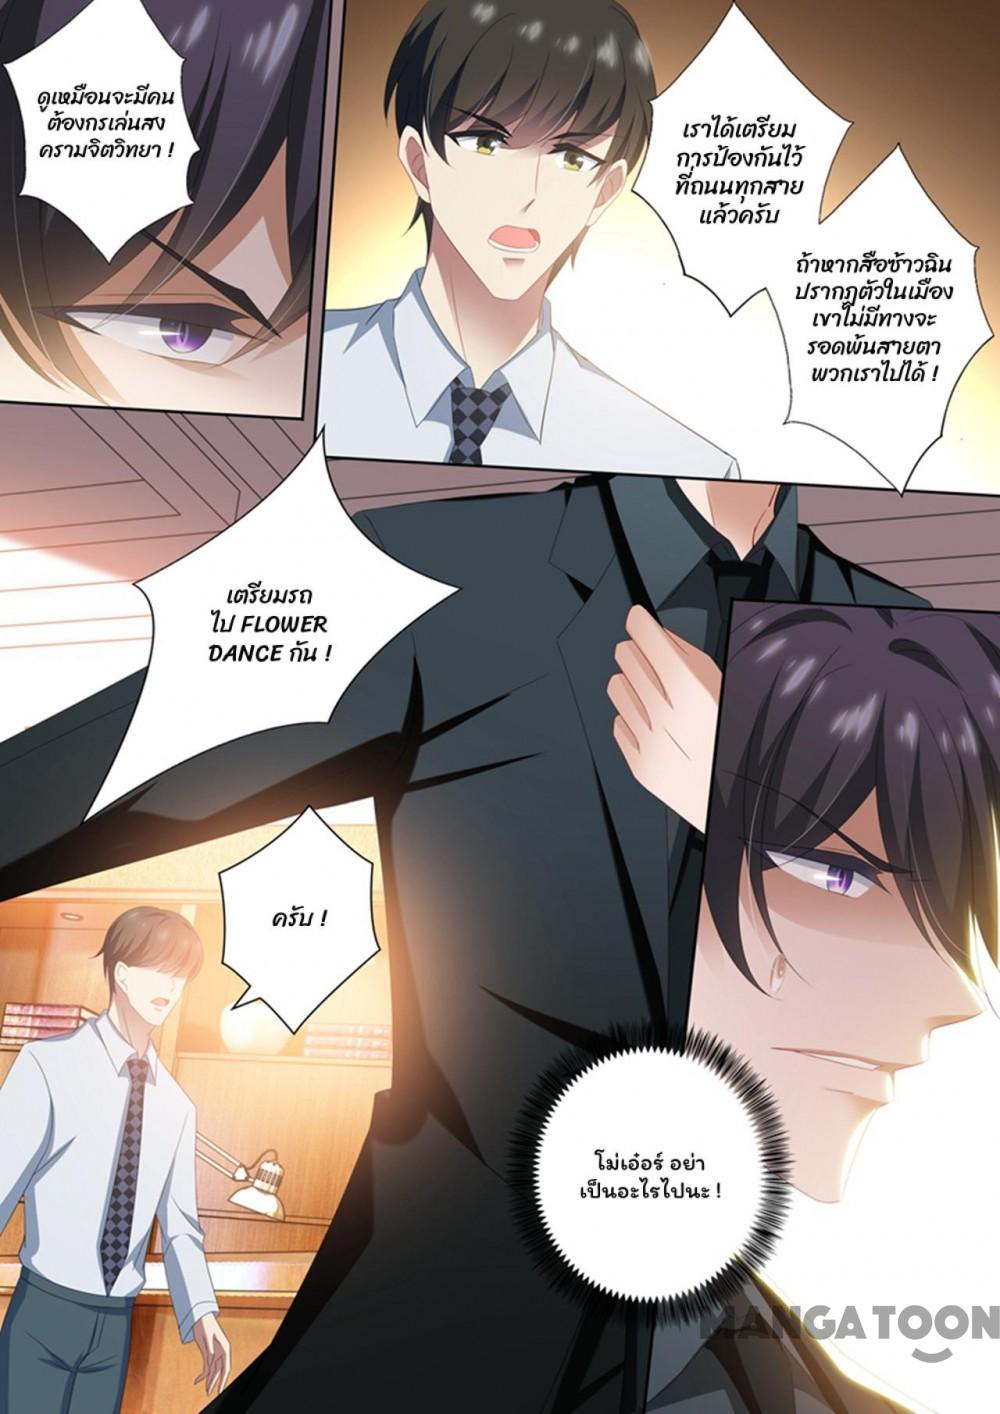 ดูเหมือนจะมีคน
ต้องกรเล่นสง
ครามจิตวิทยา !
เราได้เตรียม
การป้องกันไว้
ที่ถนนทุกสาย
แล้วครับ
ถ้าหากสือซ้าวฉิน
ปรากฏตัวในเมือง
เขาไม่มีทางจะ
รอดพ้นสายตา
พวกเราไปได้ !
เตรียมรถ
ไป FLOWER
DANCE กัน !
ครับ !
โม่เอ๋อร์ อย่า
เป็นอะไรไปนะ !
MANGATOON